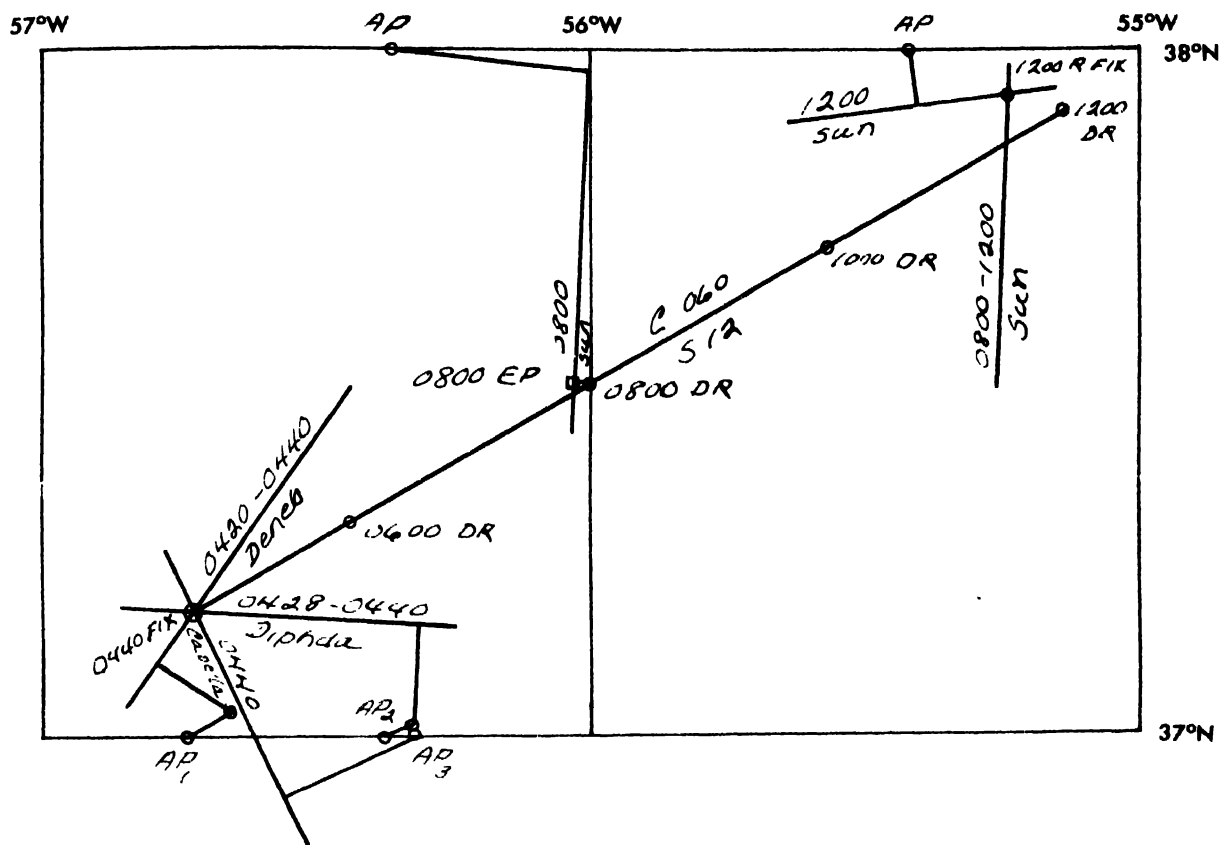 57°W
AP
56°W
AP
55°W
38°N
1200 R FIX
1200
sun
1200
DR
1000 DR
0800-1200
Sun
C 060
S 12
0800
sun
0800 EP
0800 DR
0420-0440
Deneb
0600 DR
0428-0440
Diphda
0440 FIX
Capella
0440
AP1
AP2
AP3
37°N